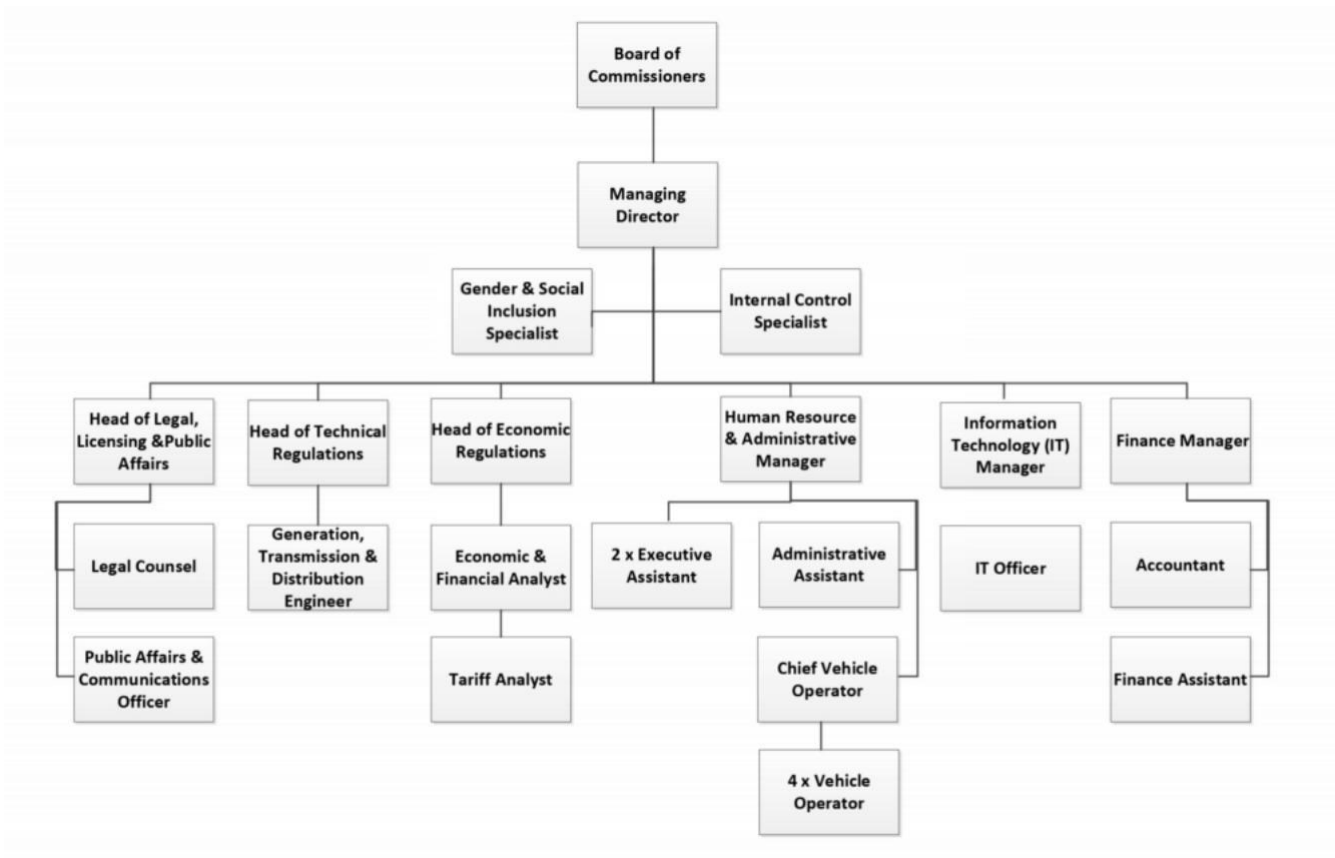 Board of
Commissioners
Managing
Director
Gender & Social
Inclusion
Specialist
Internal Control
Specialist
Head of Legal,
Licensing &Public
Affairs
Head of Technical
Regulations
Head of Economic
Regulations
Human Resource
& Administrative
Manager
Information
Technology (IT)
Manager
Finance Manager
Legal Counsel
Generation,
Transmission &
Distribution
Engineer
Economic &
Financial Analyst
2 x Executive
Assistant
Administrative
Assistant
IT Officer
Accountant
Public Affairs &
Communications
Officer
Tariff Analyst
Chief Vehicle
Operator
Finance Assistant
4 x Vehicle
Operator